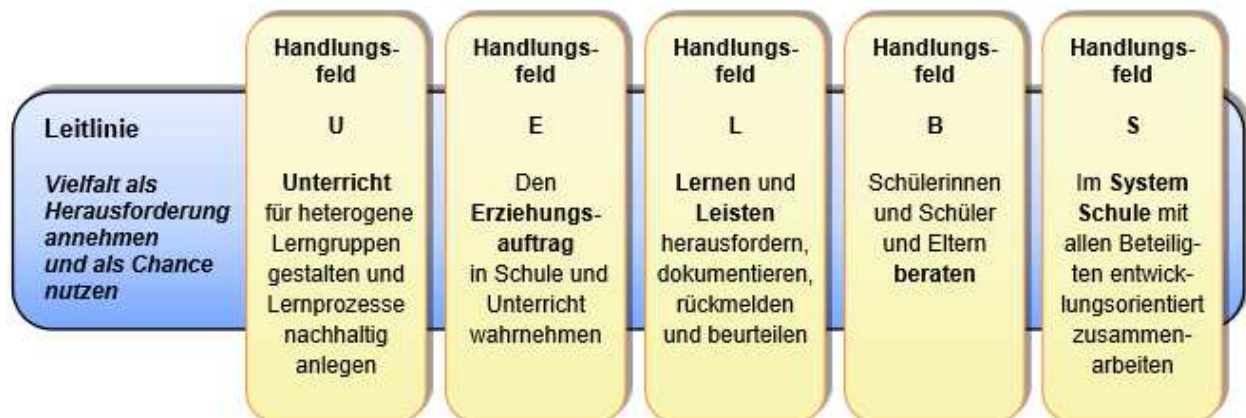 Leitlinie
Vielfalt als
Herausforderung
annehmen
und als Chance
nutzen
Handlungs-
feld
U
Unterricht
für heterogene
Lerngruppen
gestalten und
Lernprozesse
nachhaltig
anlegen
Handlungs-
feld
E
Den
Erziehungs-
auftrag
in Schule und
Unterricht
wahrnehmen
Handlungs-
feld
L
Lernen und
Leisten
herausfordern,
dokumentieren,
rückmelden
und beurteilen
Handlungs-
feld
B
Schülerinnen
und Schüler
und Eltern
beraten
Handlungs-
feld
S
Im System
Schule mit
allen Beteilig-
ten entwick-
lungsorientiert
zusammen-
arbeiten